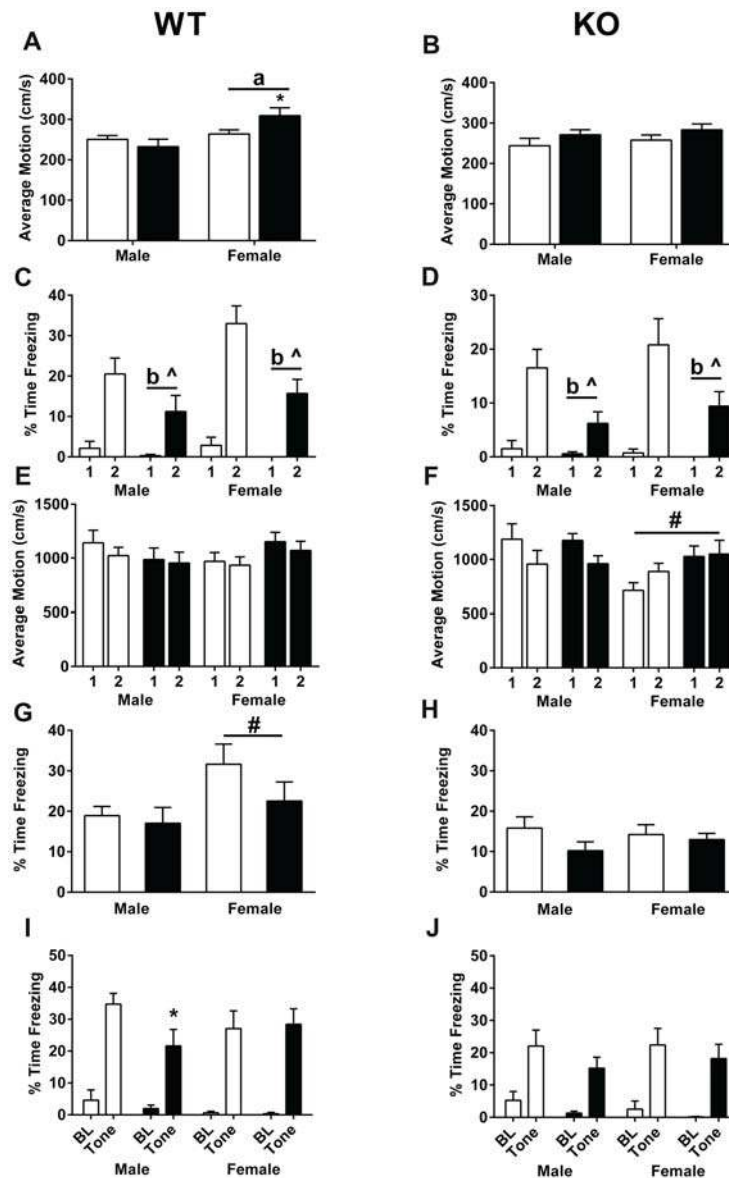 WT
KO
A
Average Motion (cm/s)
400
300
200
100
0
a
*
Male
Female
B
Average Motion (cm/s)
400
300
200
100
0
Male
Female
C
% Time Freezing
40
30
20
10
0
b ^
b ^
1 2 1 2 1 2 1 2
Male
Female
D
% Time Freezing
30
20
10
0
b ^
b ^
1 2 1 2 1 2 1 2
Male
Female
E
Average Motion (cm/s)
1500
1000
500
0
1 2 1 2 1 2 1 2
Male
Female
F
Average Motion (cm/s)
1500
1000
500
0
#
1 2 1 2 1 2 1 2
Male
Female
G
% Time Freezing
40
30
20
10
0
#
Male
Female
H
% Time Freezing
40
30
20
10
0
Male
Female
I
% Time Freezing
50
40
30
20
10
0
*
BL Tone BL Tone BL Tone BL Tone
Male
Female
J
% Time Freezing
50
40
30
20
10
0
BL Tone BL Tone BL Tone BL Tone
Male
Female